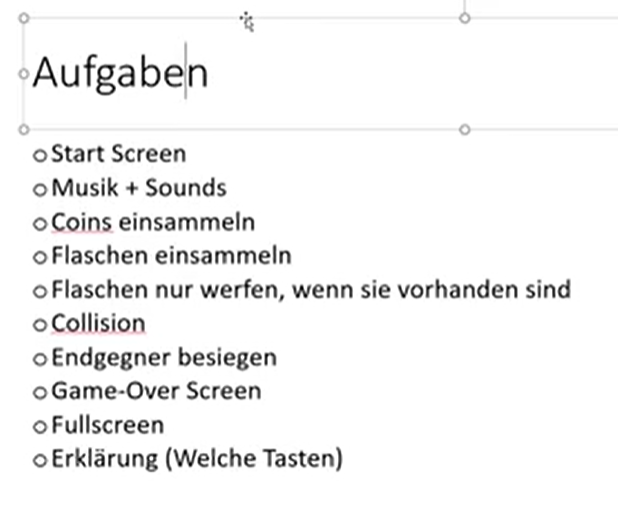 Aufgaben
Start Screen
Musik + Sounds
Coins einsammeln
Flaschen einsammeln
Flaschen nur werfen, wenn sie vorhanden sind
Collision
Endgegner besiegen
Game-Over Screen
Fullscreen
Erklärung (Welche Tasten)